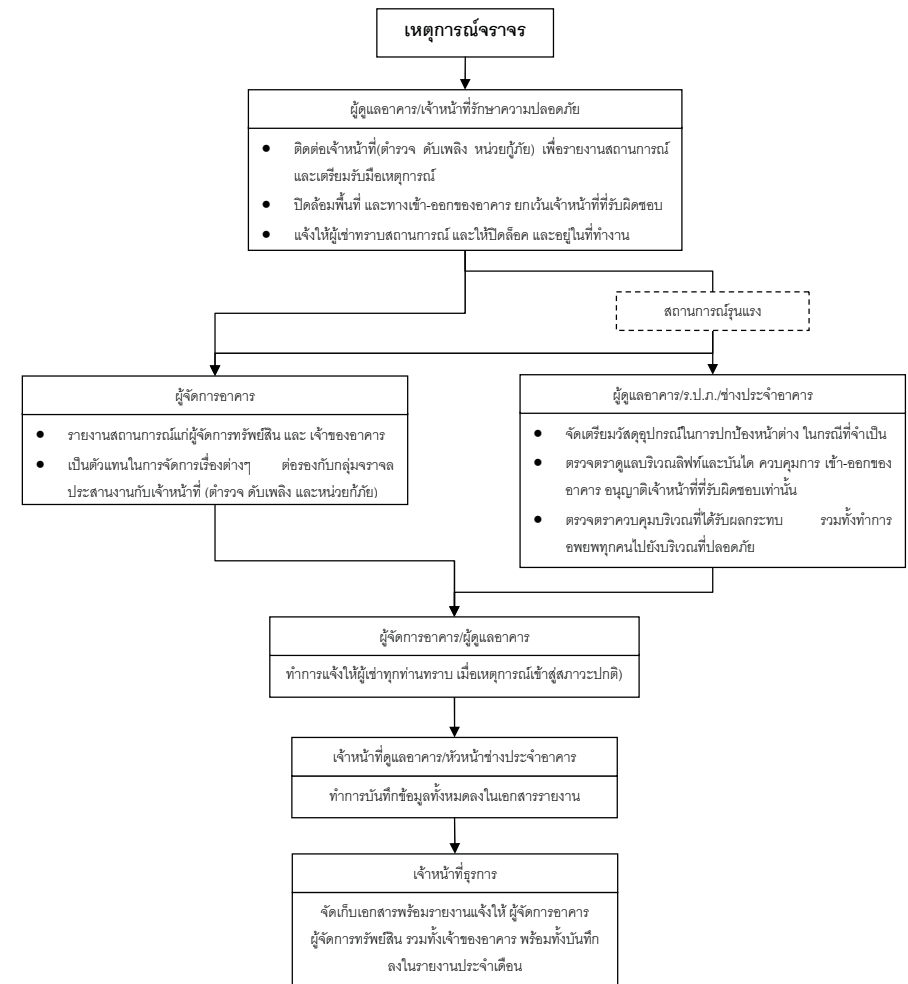 เหตุการณ์จราจร
ผู้ดูแลอาคาร/เจ้าหน้าที่รักษาความปลอดภัย
● ติดต่อเจ้าหน้าที่(ตำรวจ ดับเพลิง หน่วยกู้ภัย) เพื่อรายงานสถานการณ์
และเตรียมรับมือเหตุการณ์
● ปิดล้อมพื้นที่ และทางเข้า-ออกของอาคาร ยกเว้นเจ้าหน้าที่ที่รับผิดชอบ
● แจ้งให้ผู้เช่าทราบสถานการณ์ และให้ปิดล็อค และอยู่ในที่ทำงาน
สถานการณ์รุนแรง
ผู้จัดการอาคาร
● รายงานสถานการณ์แก่ผู้จัดการทรัพย์สิน และ เจ้าของอาคาร
● เป็นตัวแทนในการจัดการเรื่องต่างๆ ต่อรองกับกลุ่มจราจล
ประสานงานกับเจ้าหน้าที่ (ตำรวจ ดับเพลิง และหน่วยกู้ภัย)
ผู้ดูแลอาคาร/ร.ป.ภ./ช่างประจำอาคาร
● จัดเตรียมวัสดุอุปกรณ์ในการปกป้องหน้าต่าง ในกรณีที่จำเป็น
● ตรวจตราดูแลบริเวณลิฟท์และบันได ควบคุมการ เข้า-ออกของ
อาคาร อนุญาติเจ้าหน้าที่ที่รับผิดชอบเท่านั้น
● ตรวจตราควบคุมบริเวณที่ได้รับผลกระทบ รวมทั้งทำการ
อพยพทุกคนไปยังบริเวณที่ปลอดภัย
ผู้จัดการอาคาร/ผู้ดูแลอาคาร
ทำการแจ้งให้ผู้เช่าทุกท่านทราบ เมื่อเหตุการณ์เข้าสู่สภาวะปกติ)
เจ้าหน้าที่ดูแลอาคาร/หัวหน้าช่างประจำอาคาร
ทำการบันทึกข้อมูลทั้งหมดลงในเอกสารรายงาน
เจ้าหน้าที่ธุรการ
จัดเก็บเอกสารพร้อมรายงานแจ้งให้ ผู้จัดการอาคาร
ผู้จัดการทรัพย์สิน รวมทั้งเจ้าของอาคาร พร้อมทั้งบันทึก
ลงในรายงานประจำเดือน